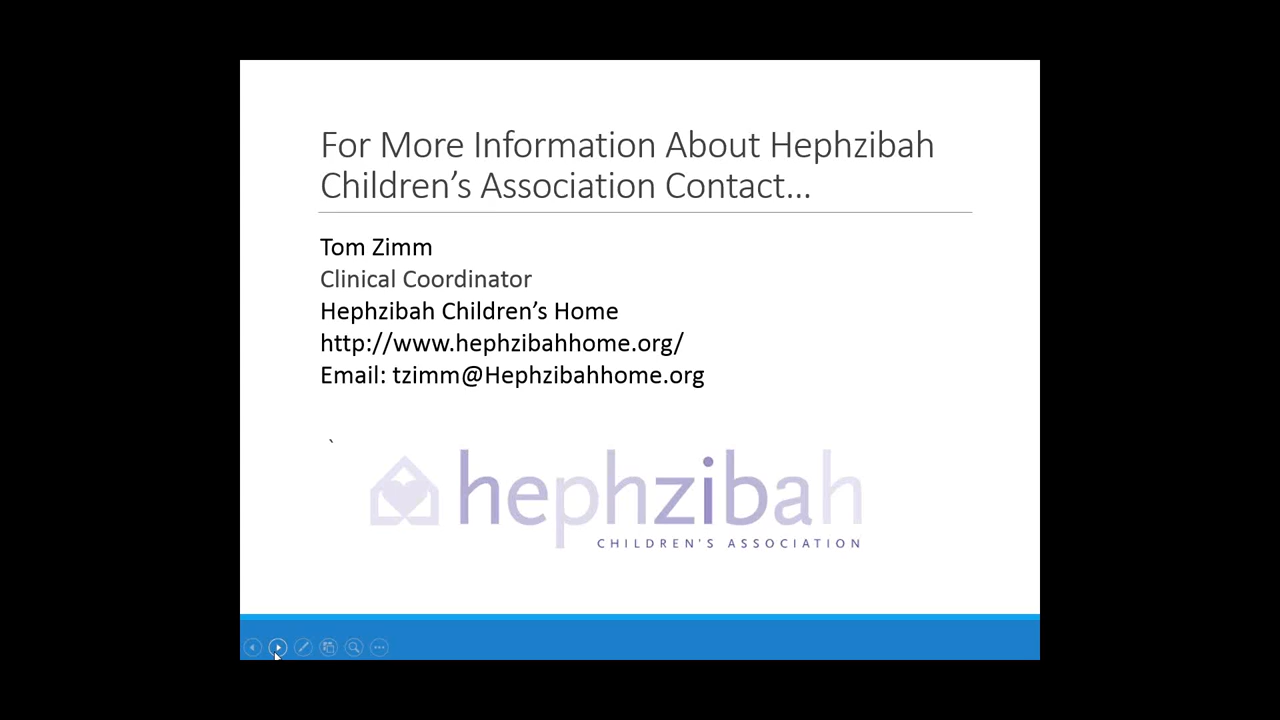 For More Information About Hephzibah
Children’s Association Contact…
Tom Zimm
Clinical Coordinator
Hephzibah Children’s Home
http://www.hephzibahhome.org/
Email: tzimm@Hephzibahhome.org
`
hephzibah
CHILDREN'S ASSOCIATION